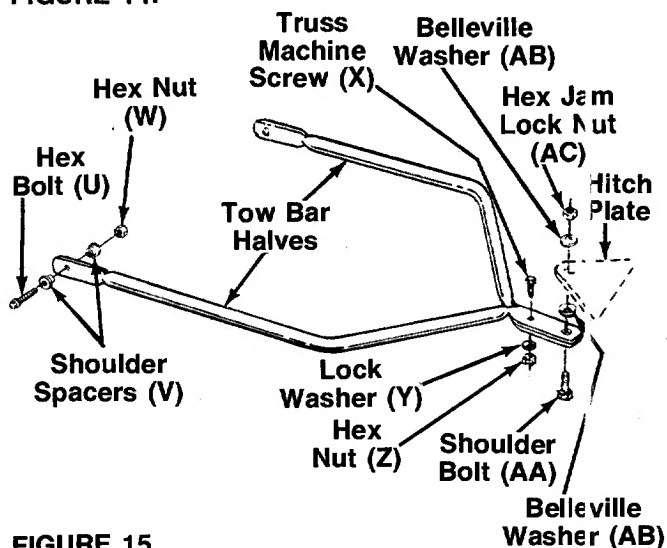 FIGURE 14.
Truss
Machine
Screw (X)
Belleville
Washer (AB)
Hex Nut
(W)
Hex Jam
Lock Nut
(AC)
Hex
Bolt (U)
Hitch
Plate
Tow Bar
Halves
Shoulder
Spacers (V)
Lock
Washer (Y)
Hex
Nut (Z)
Shoulder
Bolt (AA)
Belleville
Washer (AB)
FIGURE 15